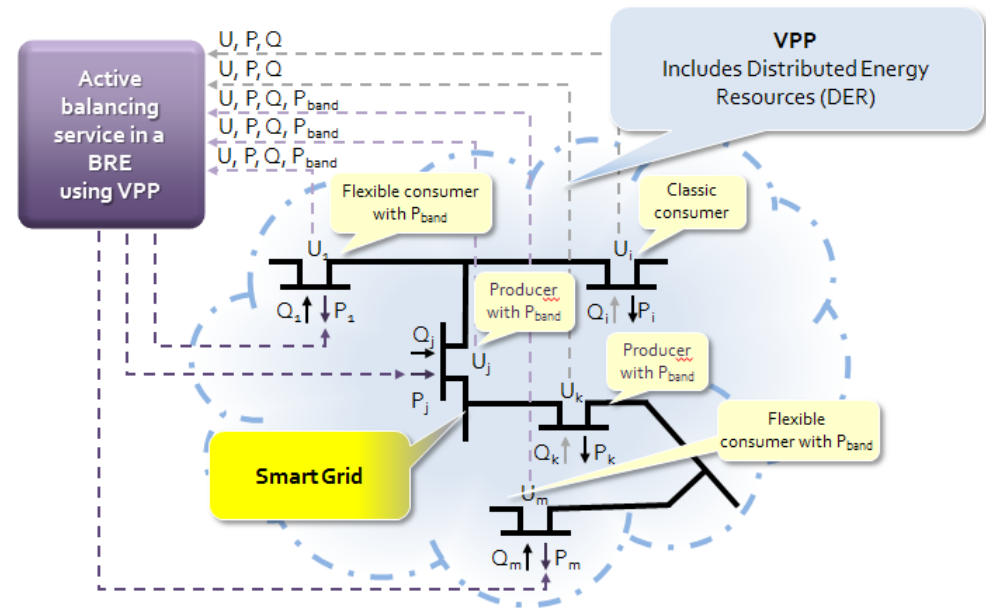 Active
balancing
service in a
BRE
using VPP
U, P, Q
U, P, Q
U, P, Q, Pband
U, P, Q, Pband
U, P, Q, Pband
VPP
Includes Distributed Energy
Resources (DER)
Flexible consumer
with Pband
Classic
consumer
U1
Ui
Q1
P1
Producer
with Pband
Qi
Pi
Qj
Uj
Pj
Producer
with Pband
Uk
Flexible
consumer with Pband
Qk
Pk
Smart Grid
Um
Qm
Pm